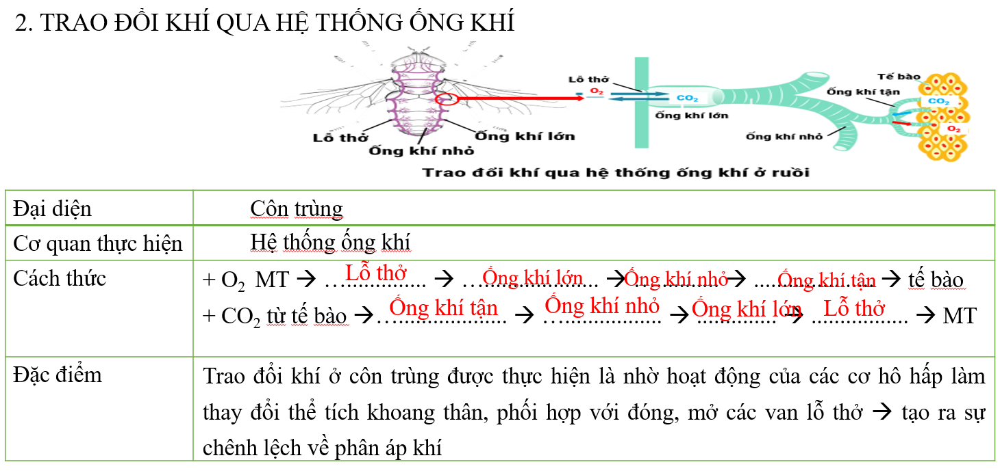 2. TRAO ĐỔI KHÍ QUA HỆ THỐNG ỐNG KHÍ
Lỗ thở
Ống khí nhỏ
Ống khí lớn
Lỗ thở
O₂
CO₂
Ống khí lớn
Ống khí nhỏ
Ống khí tận
Tế bào
CO₂
O₂
Trao đổi khí qua hệ thống ống khí ở ruồi
Đại diện Côn trùng
Cơ quan thực hiện Hệ thống ống khí
Cách thức + O₂ MT → ...Lỗ thở... → ...Ống khí lớn... → ...Ống khí nhỏ... → ...Ống khí tận... → tế bào
+ CO₂ từ tế bào → ...Ống khí tận... → ...Ống khí nhỏ... → ...Ống khí lớn... → ...Lỗ thở... → MT
Đặc điểm Trao đổi khí ở côn trùng được thực hiện là nhờ hoạt động của các cơ hô hấp làm
thay đổi thể tích khoang thân, phối hợp với đóng, mở các van lỗ thở → tạo ra sự
chênh lệch về phân áp khí